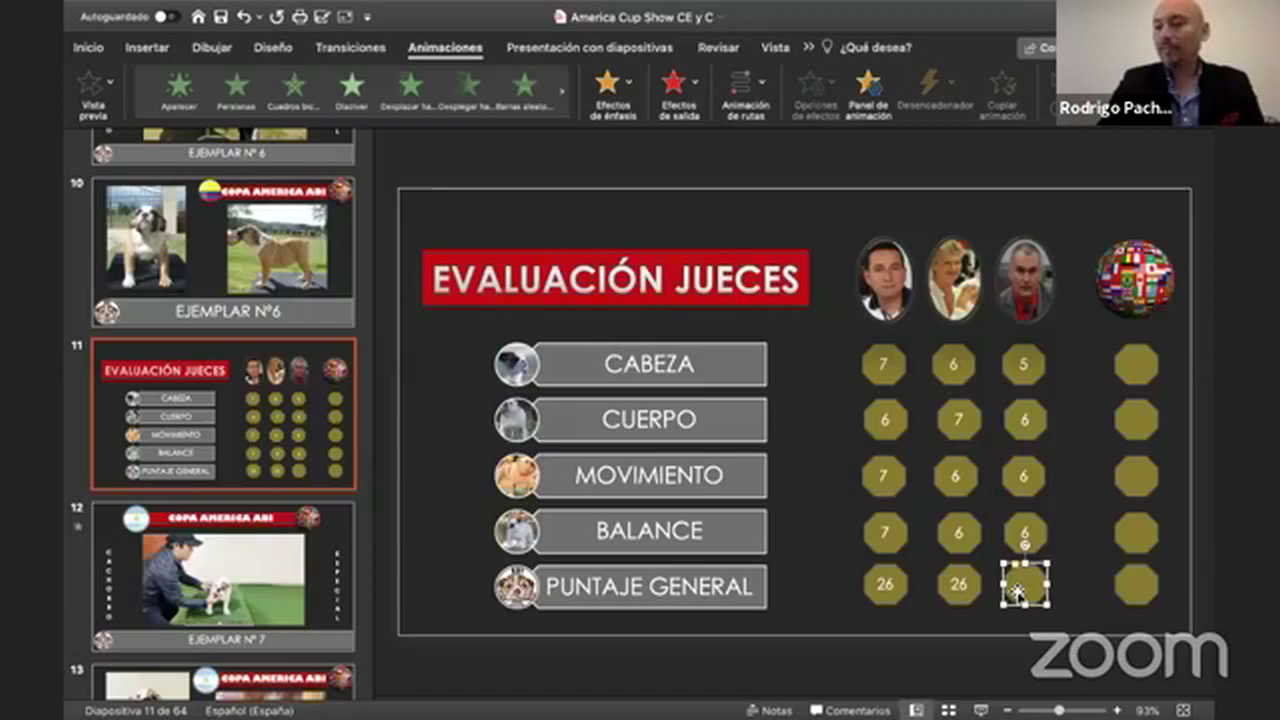 Autoguardado
America Cup Show CE y C
Inicio Insertar Dibujar Diseño Transiciones Animaciones Presentación con diapositivas Revisar Vista ¿Qué desea?
Vista previa
Aparecer Persianas Disolver
Efectos de énfasis
Efectos de salida
Animación de rutas
Opciones de efectos
Panel de animación
Desencadenador
Copiar animación
Rodrigo Pach...
EJEMPLAR Nº 6
10
COPA AMERICA ABI
EJEMPLAR Nº6
11
EVALUACIÓN JUECES
CABEZA
CUERPO
MOVIMIENTO
BALANCE
PUNTAJE GENERAL
12
COPA AMERICA ABI
CACHORRO
ESPECIAL
EJEMPLAR Nº 7
13
COPA AMERICA ABI
EVALUACIÓN JUECES
CABEZA 7 6 5
CUERPO 6 7 6
MOVIMIENTO 7 6 6
BALANCE 7 6 6
PUNTAJE GENERAL 26 26
zoom
Diapositiva 11 de 64 Español (España) Notas Comentarios 93%